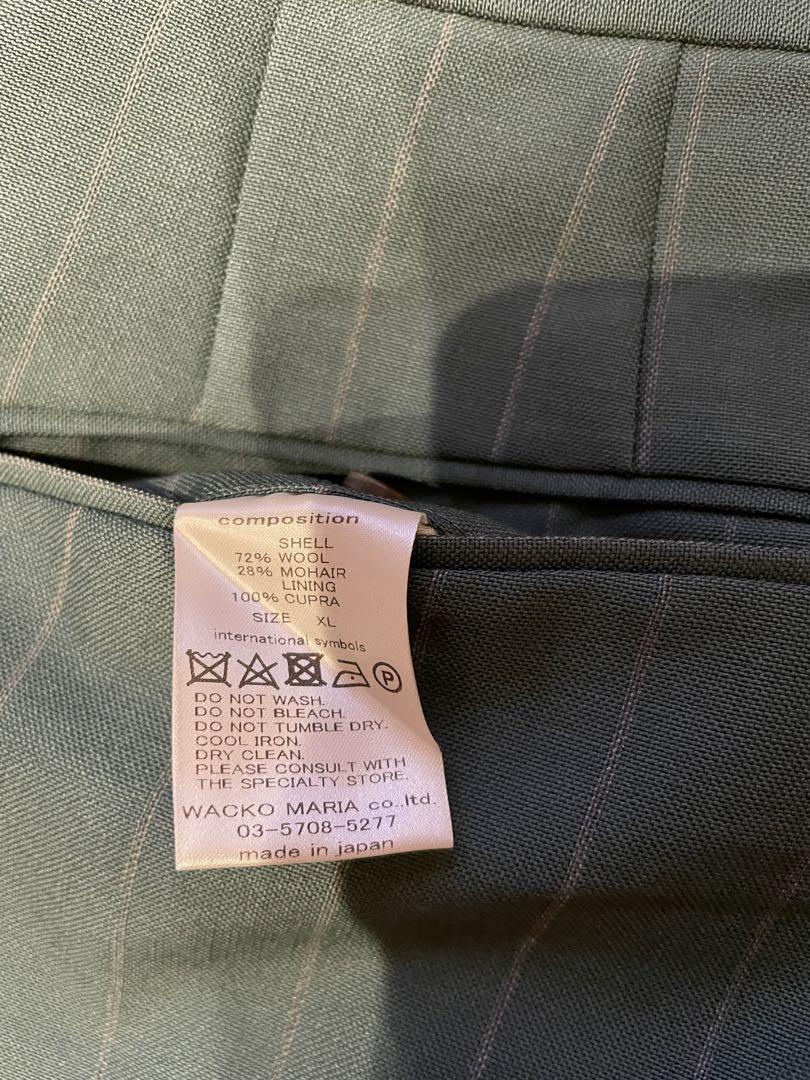 composition
SHELL
72% WOOL
28% MOHAIR
LINING
100% CUPRA
SIZE XL
international symbols
P
DO NOT WASH.
DO NOT BLEACH.
DO NOT TUMBLE DRY.
COOL IRON.
DRY CLEAN.
PLEASE CONSULT WITH
THE SPECIALTY STORE.
WACKO MARIA co.,ltd.
03-5708-5277
made in japan